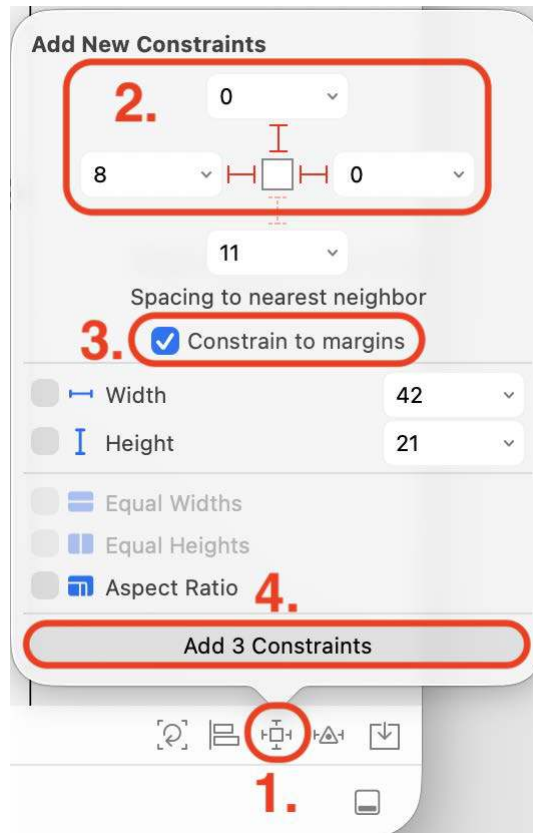 Add New Constraints
2.
0
8
0
11
Spacing to nearest neighbor
3.
Constrain to margins
Width
42
Height
21
Equal Widths
Equal Heights
Aspect Ratio
4.
Add 3 Constraints
1.